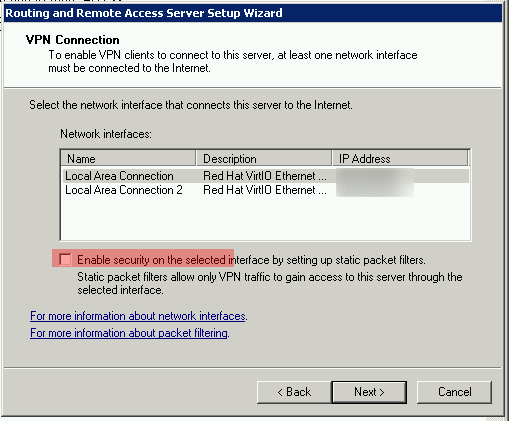 Routing and Remote Access Server Setup Wizard
VPN Connection
To enable VPN clients to connect to this server, at least one network interface
must be connected to the Internet.
Select the network interface that connects this server to the Internet.
Network interfaces:
Name Description IP Address
Local Area Connection Red Hat VirtIO Ethernet ...
Local Area Connection 2 Red Hat VirtIO Ethernet ...
Enable security on the selected interface by setting up static packet filters.
Static packet filters allow only VPN traffic to gain access to this server through the
selected interface.
For more information about network interfaces.
For more information about packet filtering.
< Back Next > Cancel